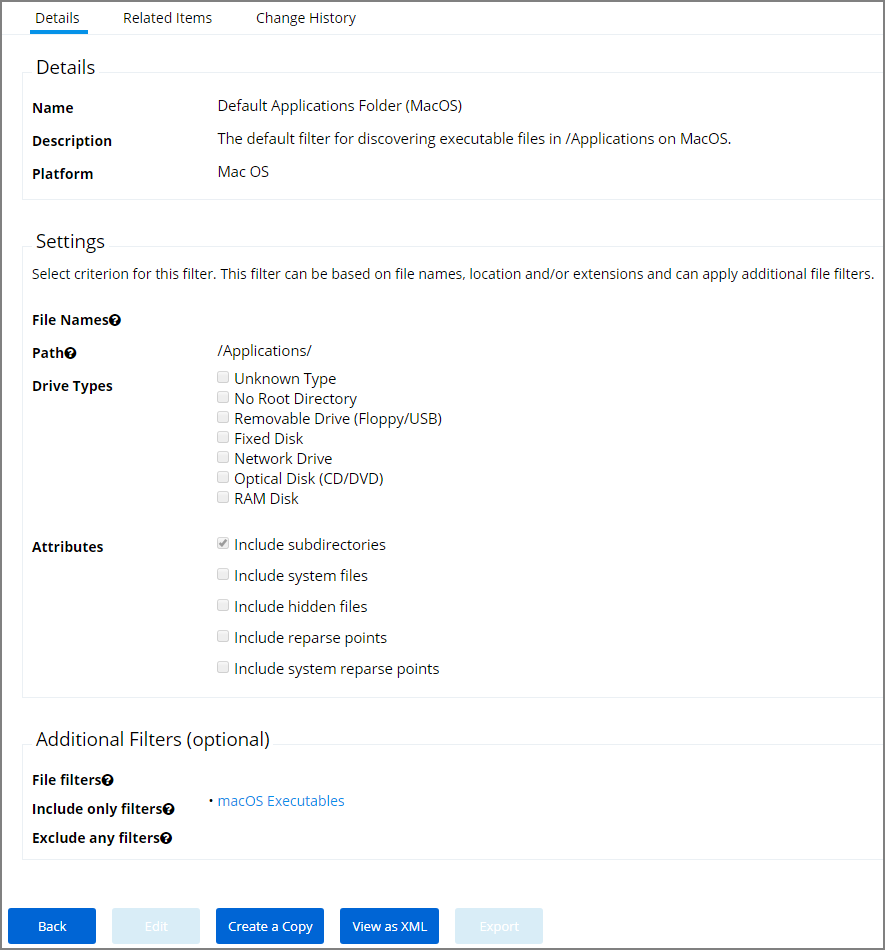 Details Related Items Change History
Details
Name Default Applications Folder (MacOS)
Description The default filter for discovering executable files in /Applications on MacOS.
Platform Mac OS
Settings
Select criterion for this filter. This filter can be based on file names, location and/or extensions and can apply additional file filters.
File Names
Path /Applications/
Drive Types Unknown Type
No Root Directory
Removable Drive (Floppy/USB)
Fixed Disk
Network Drive
Optical Disk (CD/DVD)
RAM Disk
Attributes Include subdirectories
Include system files
Include hidden files
Include reparse points
Include system reparse points
Additional Filters (optional)
File filters
Include only filters • macOS Executables
Exclude any filters
Back Edit Create a Copy View as XML Export